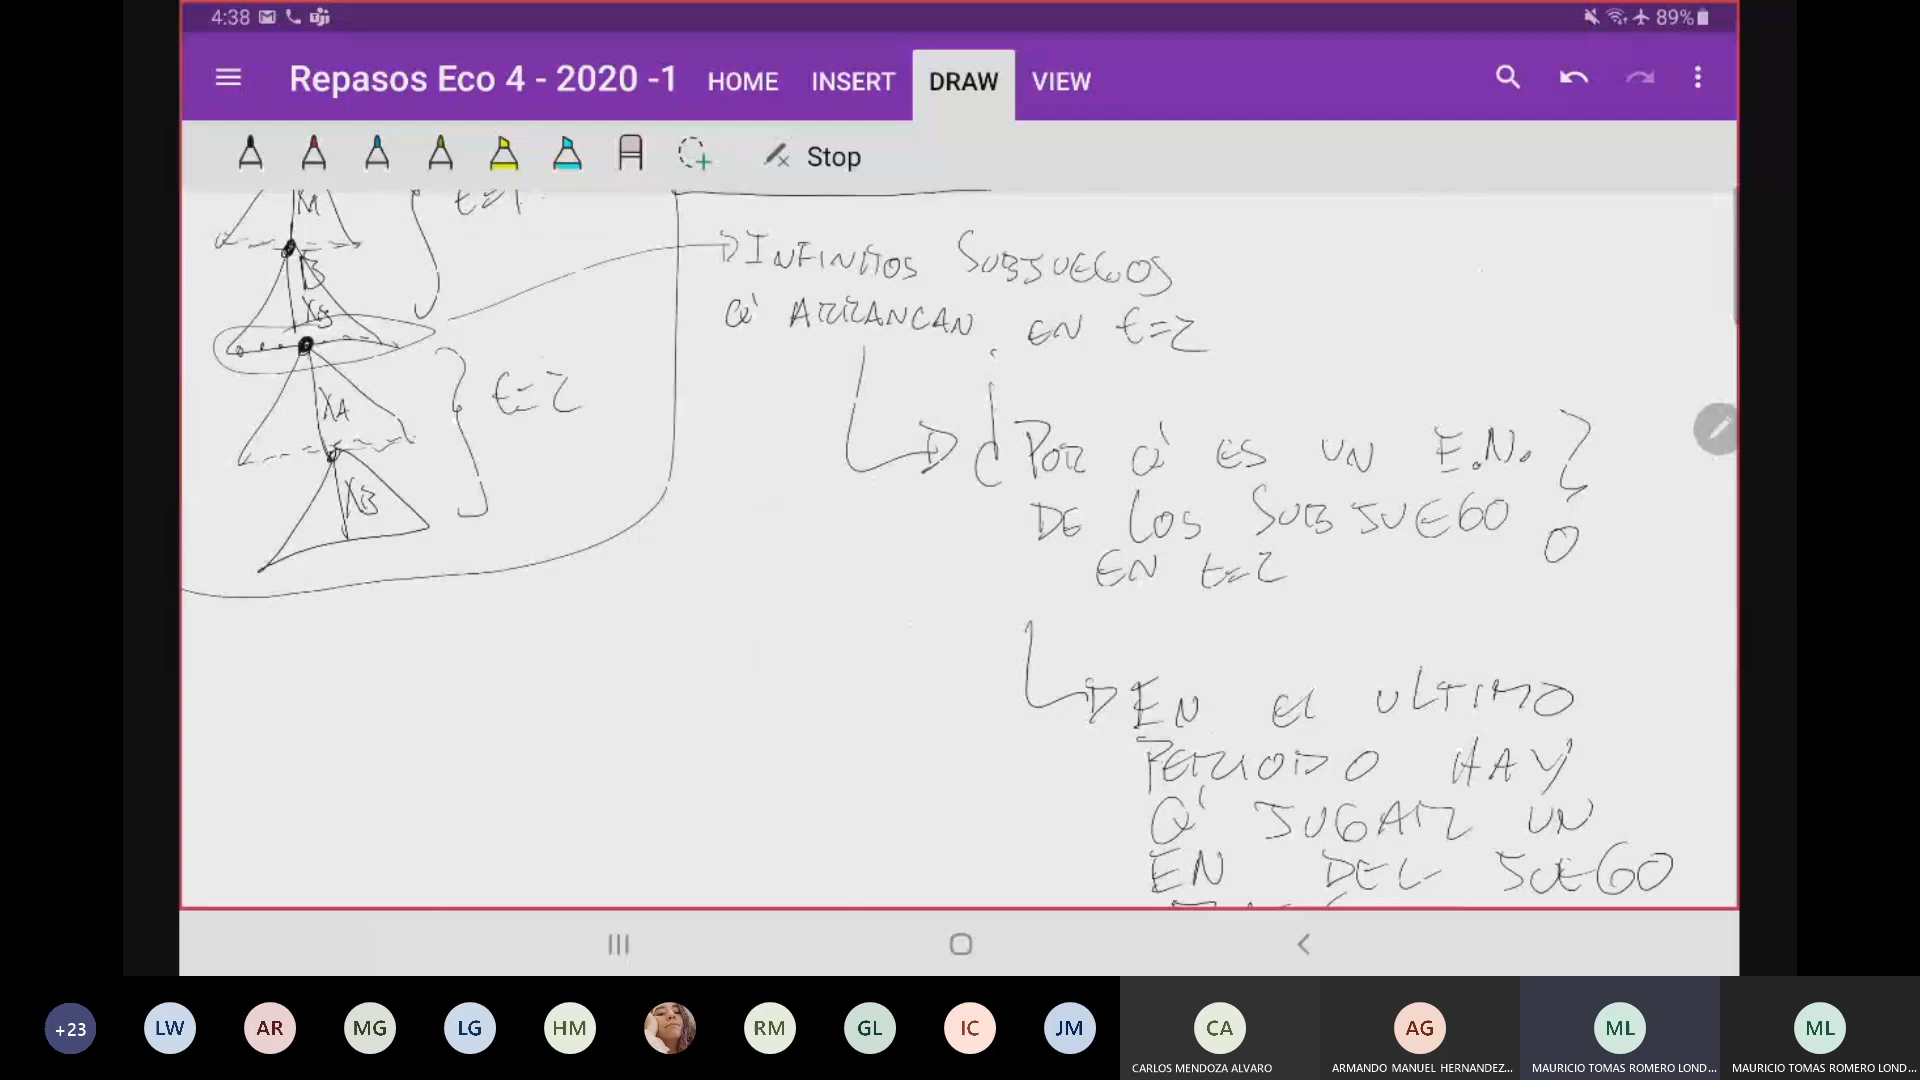 4:38 89%
Repasos Eco 4 - 2020 -1 HOME INSERT DRAW VIEW
Stop
XA
t=1
B
XB
t=2
XA
XB
INFINITOS SUBJUEGOS
Q' ARRANCAN EN t=2
¿POR Q' ES UN E.N. ?
DE LOS SUBJUEGO
EN t=2
EN EL ULTIMO
PERIODO HAY
Q' JUGAR UN
EN DEL JUEGO
+23 LW AR MG LG HM RM GL IC JM CA AG ML ML
CARLOS MENDOZA ALVARO ARMANDO MANUEL HERNANDEZ... MAURICIO TOMAS ROMERO LOND... MAURICIO TOMAS ROMERO LOND...